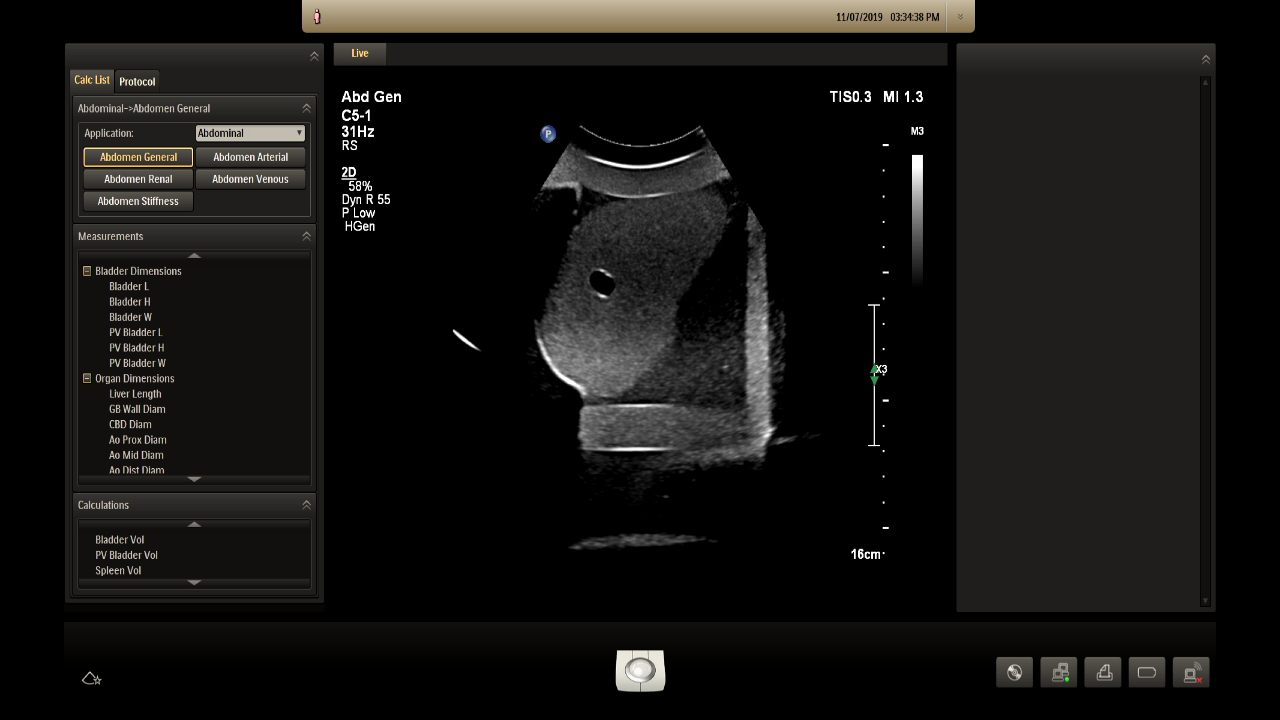 11/07/2019 03:34:38 PM
Live
Calc List Protocol
Abdominal->Abdomen General
Application: Abdominal
Abdomen General Abdomen Arterial
Abdomen Renal Abdomen Venous
Abdomen Stiffness
Measurements
Bladder Dimensions
Bladder L
Bladder H
Bladder W
PV Bladder L
PV Bladder H
PV Bladder W
Organ Dimensions
Liver Length
GB Wall Diam
CBD Diam
Ao Prox Diam
Ao Mid Diam
Ao Dist Diam
Calculations
Bladder Vol
PV Bladder Vol
Spleen Vol
Abd Gen
C5-1
31Hz
RS
2D
58%
Dyn R 55
P Low
HGen
P
TIS0.3 MI 1.3
M3
X3
16cm